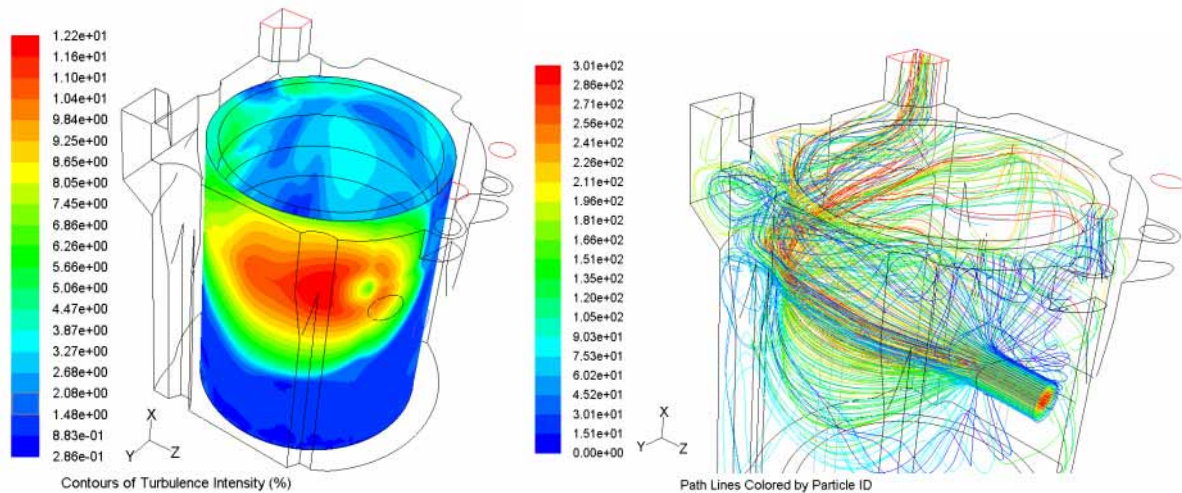 1.22e+01
1.16e+01
1.10e+01
1.04e+01
9.84e+00
9.25e+00
8.65e+00
8.05e+00
7.45e+00
6.86e+00
6.26e+00
5.66e+00
5.06e+00
4.47e+00
3.87e+00
3.27e+00
2.68e+00
2.08e+00
1.48e+00
8.83e-01
2.86e-01
X
Y
Z
Contours of Turbulence Intensity (%)
3.01e+02
2.86e+02
2.71e+02
2.56e+02
2.41e+02
2.26e+02
2.11e+02
1.96e+02
1.81e+02
1.66e+02
1.51e+02
1.35e+02
1.20e+02
1.05e+02
9.03e+01
7.53e+01
6.02e+01
4.52e+01
3.01e+01
1.51e+01
0.00e+00
X
Y
Z
Path Lines Colored by Particle ID